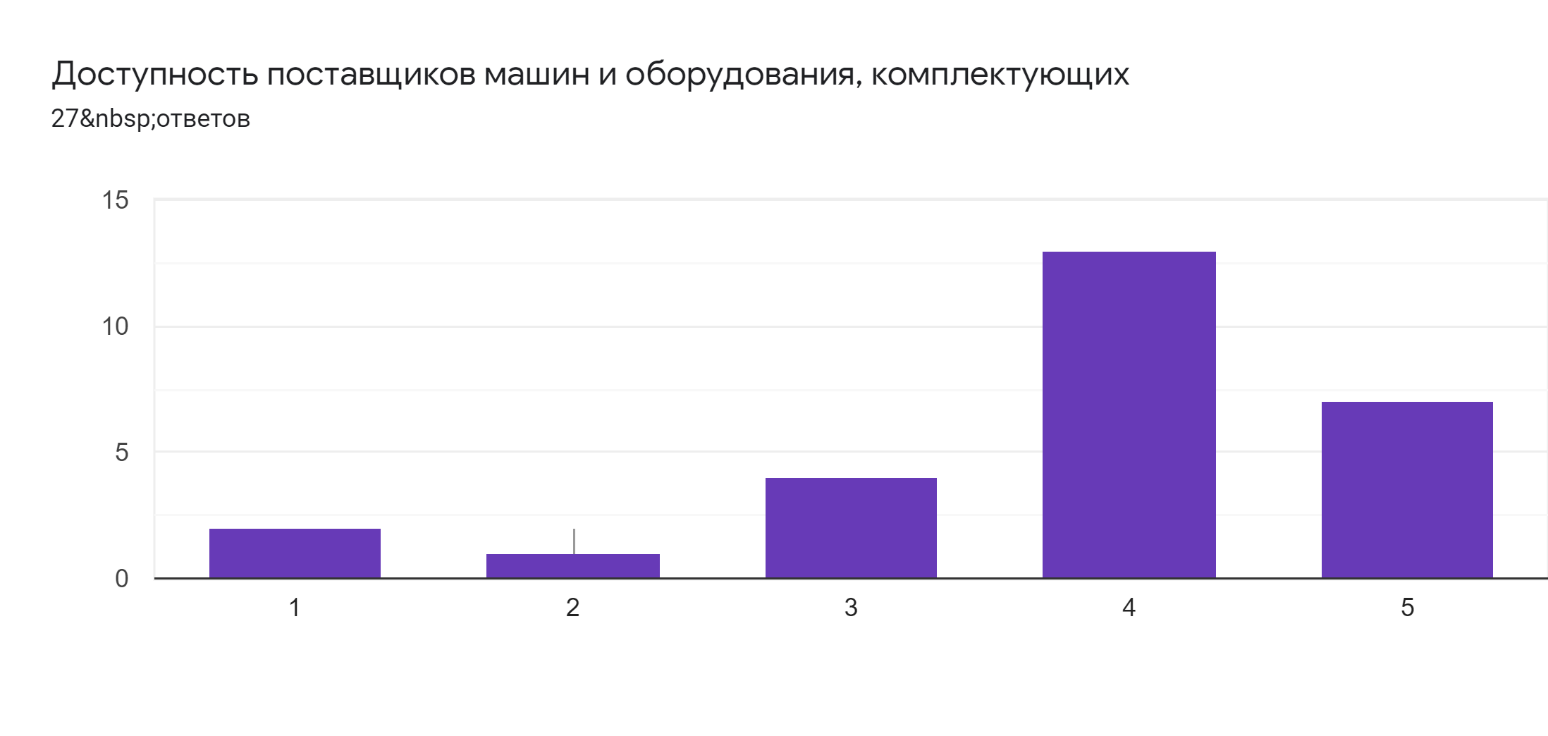 Доступность поставщиков машин и оборудования, комплектующих
27&nbsp;ответов
15
10
5
0
1 2 3 4 5